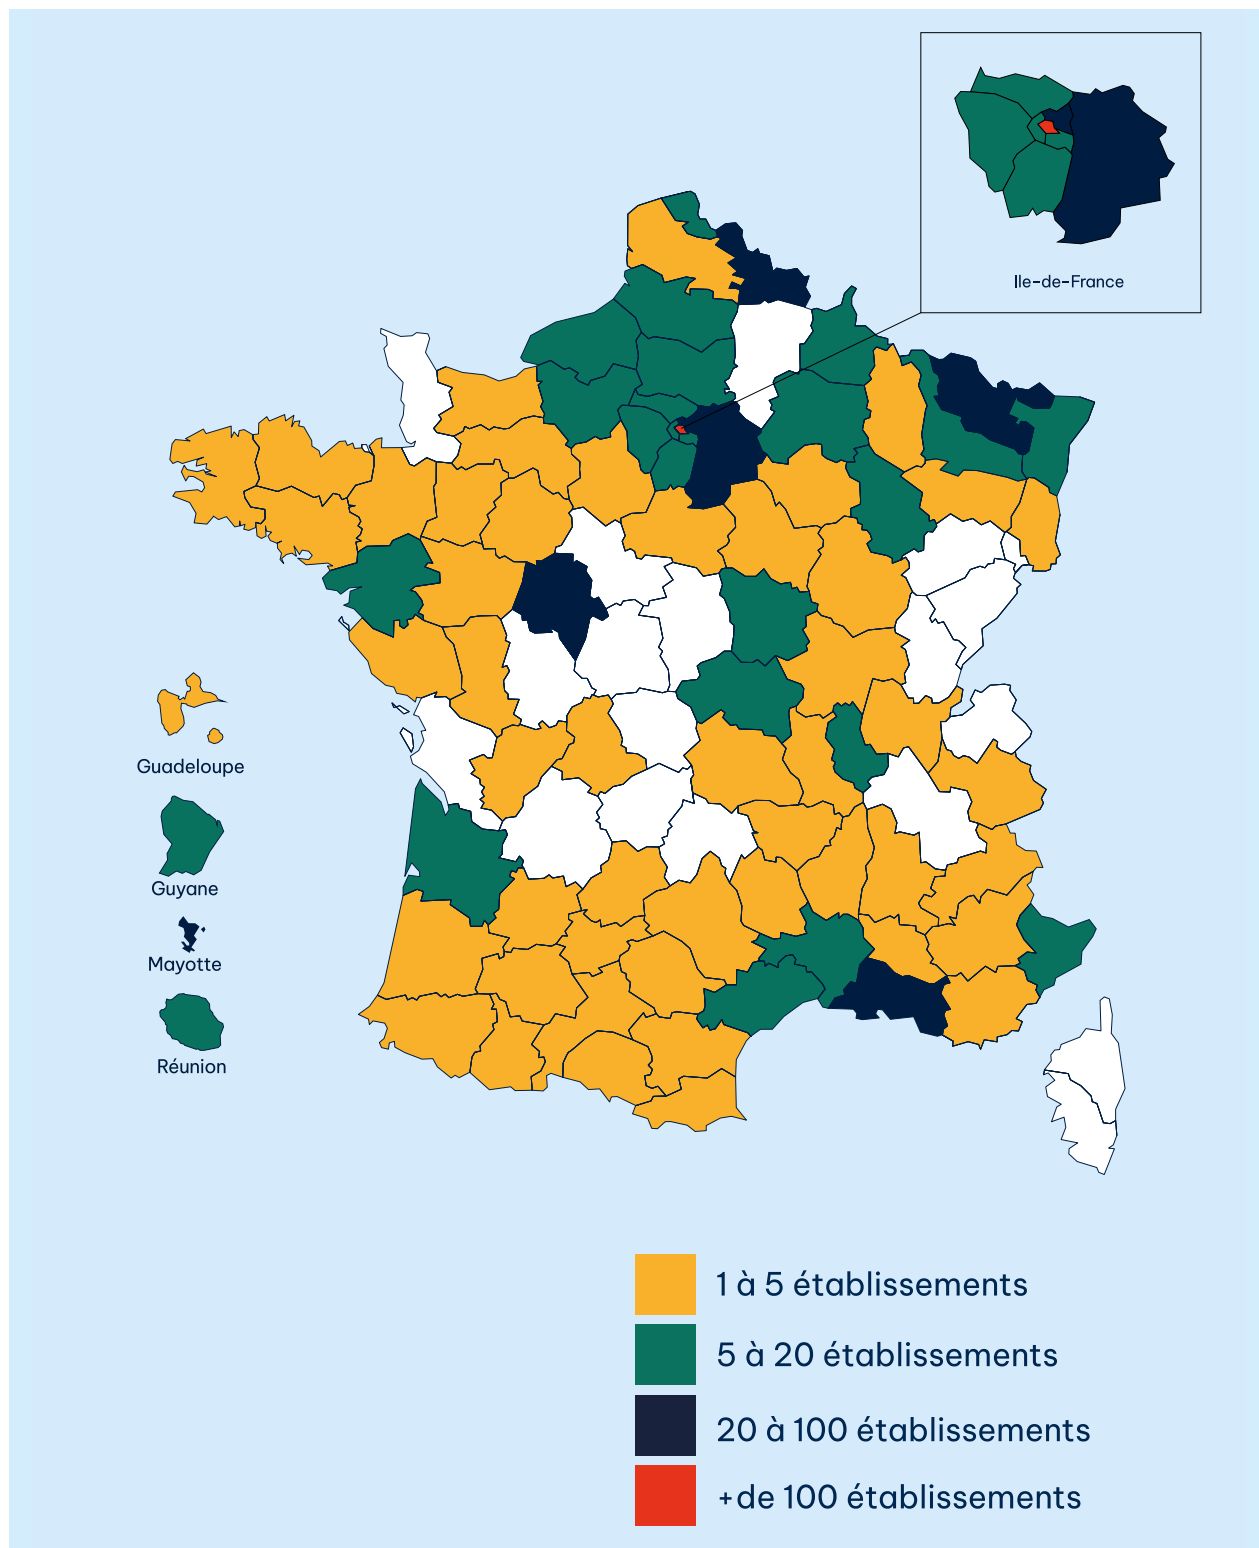 Ile-de-France
Guadeloupe
Guyane
Mayotte
Réunion
1 à 5 établissements
5 à 20 établissements
20 à 100 établissements
+de 100 établissements